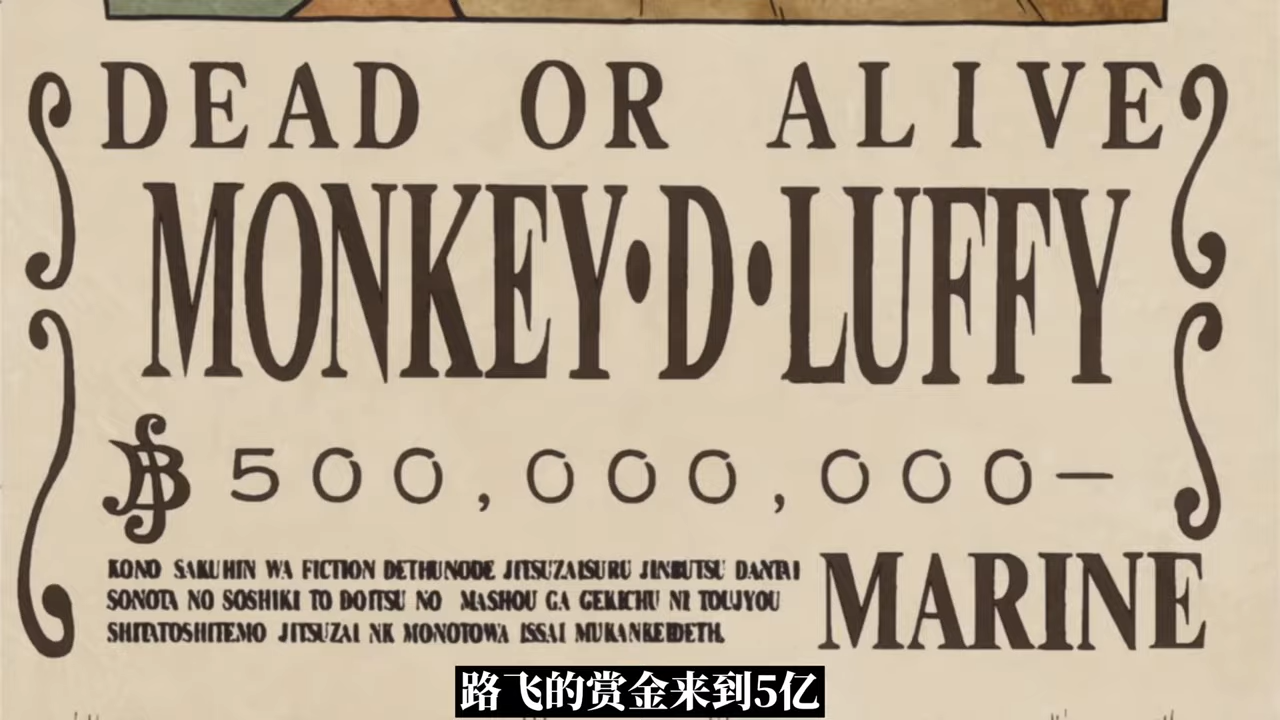 DEAD OR ALIVE
MONKEY·D·LUFFY
฿500,000,000—
KONO SAKUHIN WA FICTION DETHUNODE JITSUZAISURU JINBUTSU DANTAI
SONOTA NO SOSHIKI TO DOITSU NO MASHOU GA GEKICHU NI TOUJYOU
SHITATOSHITEMO JITSUZAI NK MONOTOWA ISSAI MUKANKEIDETH.
MARINE
路飞的赏金来到5亿